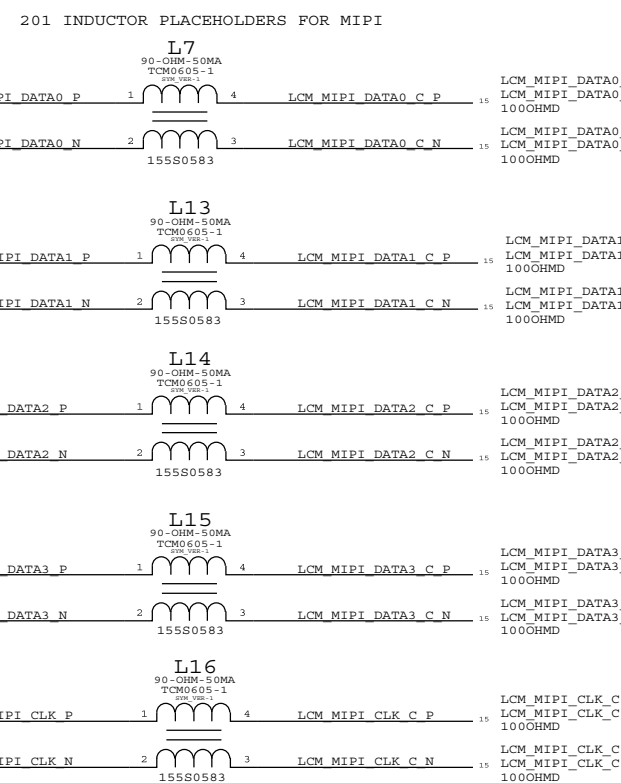 201 INDUCTOR PLACEHOLDERS FOR MIPI
L7
90-OHM-50MA
TCM0605-1
SYM_VER-1
PI_DATA0_P 1 4 LCM_MIPI_DATA0_C_P 15
LCM_MIPI_DATA0_
LCM_MIPI_DATA0_
100OHMD
PI_DATA0_N 2 3 LCM_MIPI_DATA0_C_N 15
LCM_MIPI_DATA0_
LCM_MIPI_DATA0_
100OHMD
155S0583
L13
90-OHM-50MA
TCM0605-1
SYM_VER-1
IPI_DATA1_P 1 4 LCM_MIPI_DATA1_C_P 15
LCM_MIPI_DATA1
LCM_MIPI_DATA1
100OHMD
IPI_DATA1_N 2 3 LCM_MIPI_DATA1_C_N 15
LCM_MIPI_DATA1
LCM_MIPI_DATA1
100OHMD
155S0583
L14
90-OHM-50MA
TCM0605-1
SYM_VER-1
DATA2_P 1 4 LCM_MIPI_DATA2_C_P 15
LCM_MIPI_DATA2_
LCM_MIPI_DATA2_
100OHMD
DATA2_N 2 3 LCM_MIPI_DATA2_C_N 15
LCM_MIPI_DATA2_
LCM_MIPI_DATA2_
100OHMD
155S0583
L15
90-OHM-50MA
TCM0605-1
SYM_VER-1
DATA3_P 1 4 LCM_MIPI_DATA3_C_P 15
LCM_MIPI_DATA3_
LCM_MIPI_DATA3_
100OHMD
DATA3_N 2 3 LCM_MIPI_DATA3_C_N 15
LCM_MIPI_DATA3_
LCM_MIPI_DATA3_
100OHMD
155S0583
L16
90-OHM-50MA
TCM0605-1
SYM_VER-1
IPI_CLK_P 1 4 LCM_MIPI_CLK_C_P 15
LCM_MIPI_CLK_C
LCM_MIPI_CLK_C
100OHMD
IPI_CLK_N 2 3 LCM_MIPI_CLK_C_N 15
LCM_MIPI_CLK_C
LCM_MIPI_CLK_C
100OHMD
155S0583